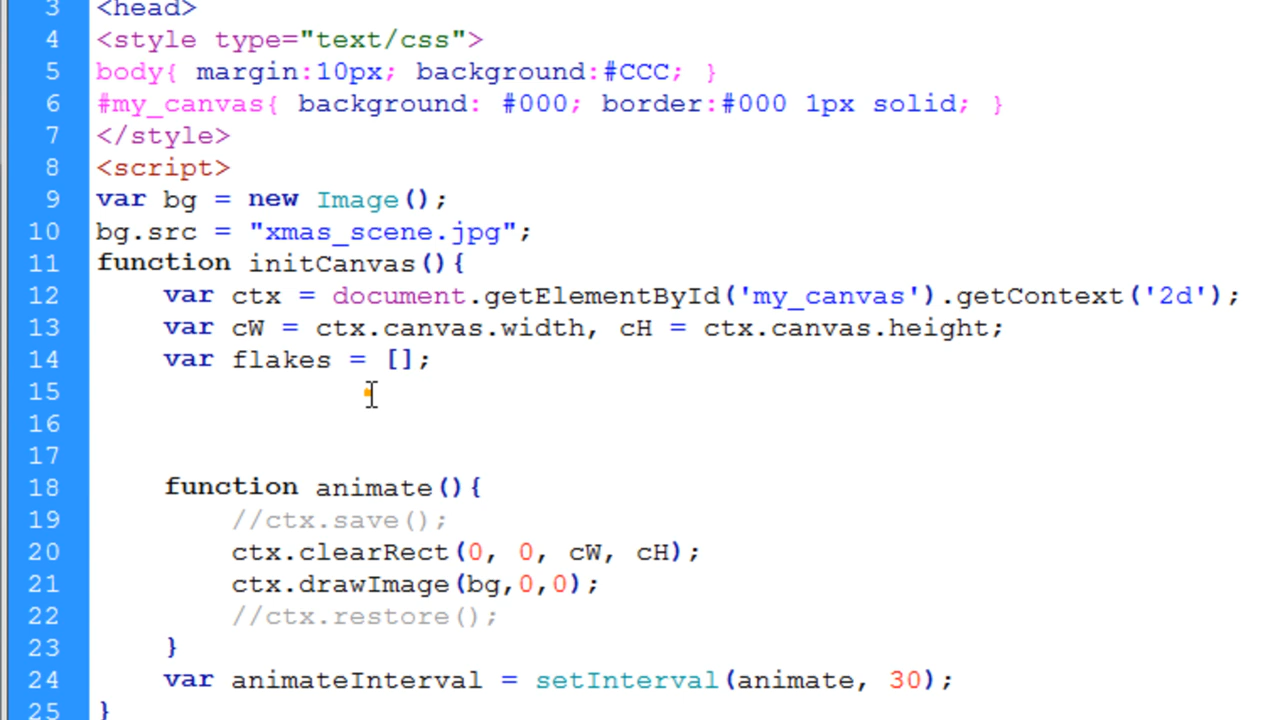 3 <head>
4 <style type="text/css">
5 body{ margin:10px; background:#CCC; }
6 #my_canvas{ background: #000; border:#000 1px solid; }
7 </style>
8 <script>
9 var bg = new Image();
10 bg.src = "xmas_scene.jpg";
11 function initCanvas(){
12 var ctx = document.getElementById('my_canvas').getContext('2d');
13 var cW = ctx.canvas.width, cH = ctx.canvas.height;
14 var flakes = [];
15
16
17
18 function animate(){
19 //ctx.save();
20 ctx.clearRect(0, 0, cW, cH);
21 ctx.drawImage(bg,0,0);
22 //ctx.restore();
23 }
24 var animateInterval = setInterval(animate, 30);
25 }